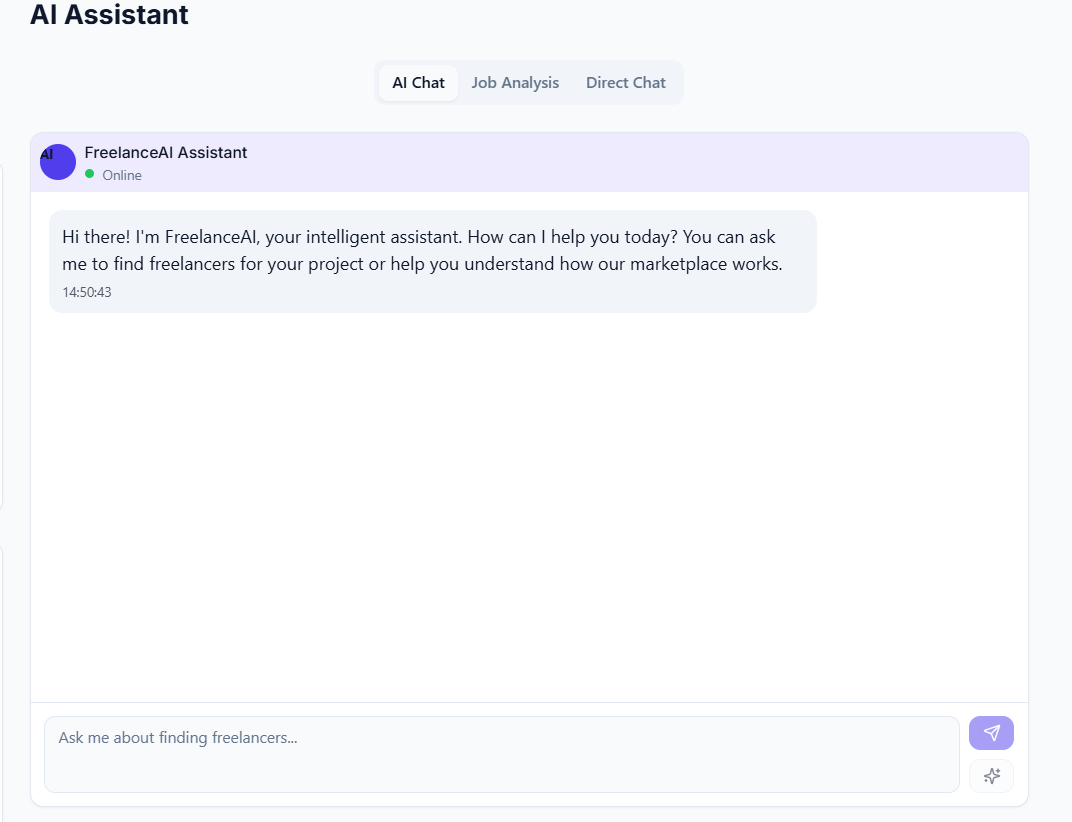 AI Assistant
AI Chat Job Analysis Direct Chat
AI
FreelanceAI Assistant
Online
Hi there! I'm FreelanceAI, your intelligent assistant. How can I help you today? You can ask
me to find freelancers for your project or help you understand how our marketplace works.
14:50:43
Ask me about finding freelancers...